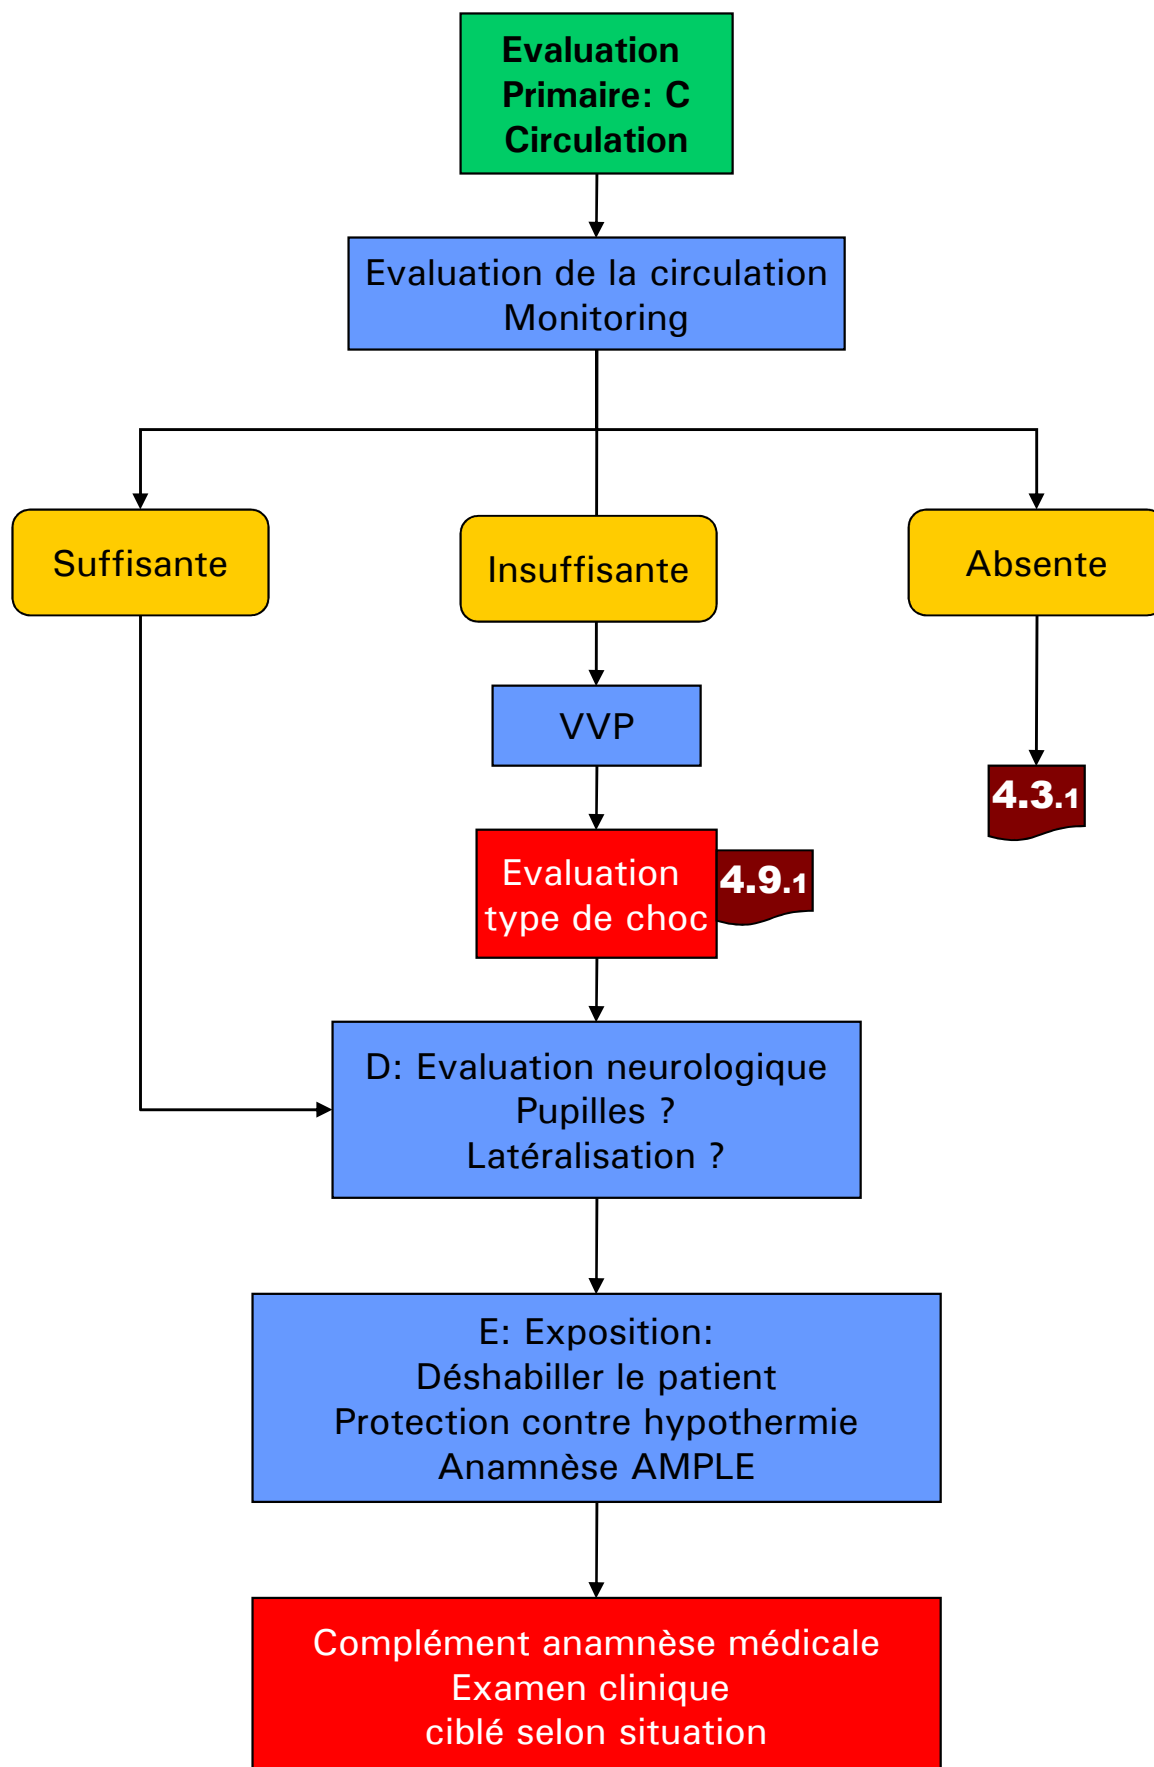 Evaluation
Primaire: C
Circulation
Evaluation de la circulation
Monitoring
Suffisante
Insuffisante
Absente
VVP
4.3.1
Evaluation
type de choc
4.9.1
D: Evaluation neurologique
Pupilles ?
Latéralisation ?
E: Exposition:
Déshabiller le patient
Protection contre hypothermie
Anamnèse AMPLE
Complément anamnèse médicale
Examen clinique
ciblé selon situation